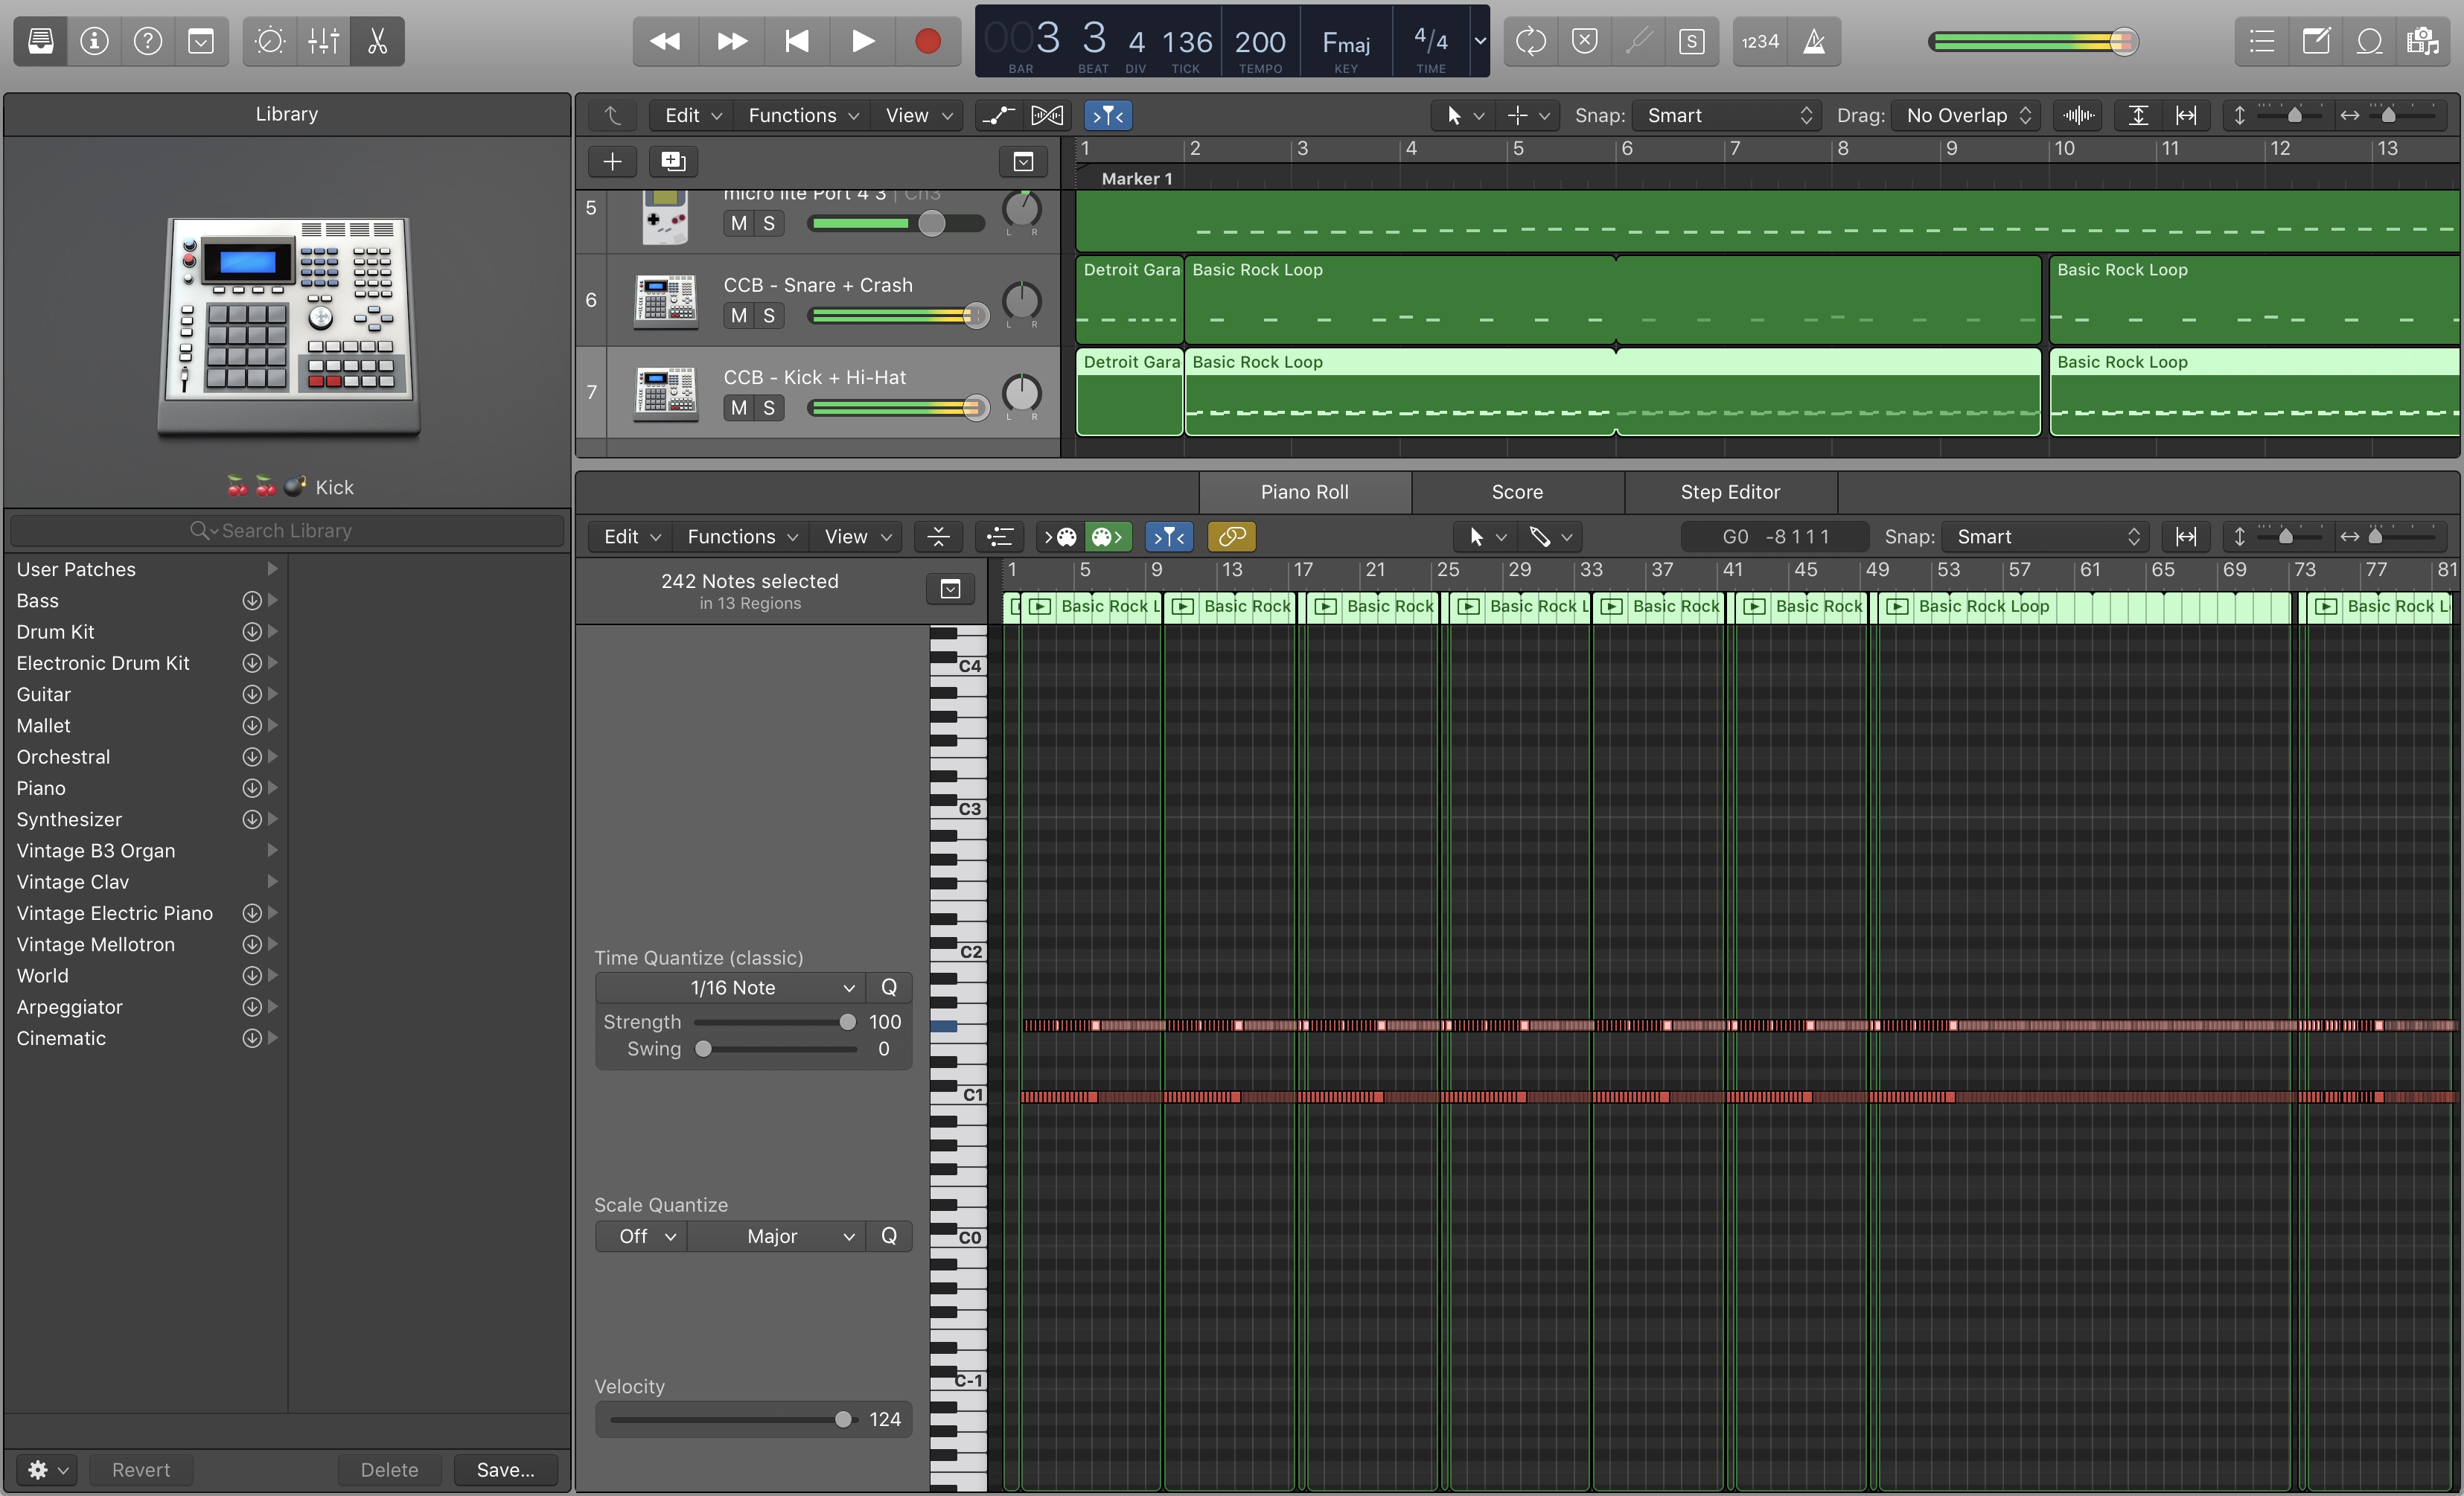 003 3 4 136 200 Fmaj 4/4
BAR BEAT DIV TICK TEMPO KEY TIME
S 1234
Library
Edit Functions View Snap: Smart Drag: No Overlap
1 2 3 4 5 6 7 8 9 10 11 12 13
Marker 1
5 micro lite Port 4 3 | Ch3
M S L R
6 CCB - Snare + Crash
M S L R
Detroit Gara Basic Rock Loop Basic Rock Loop
7 CCB - Kick + Hi-Hat
M S L R
Detroit Gara Basic Rock Loop Basic Rock Loop
🍒 🍒 💣 Kick
Search Library
User Patches
Bass
Drum Kit
Electronic Drum Kit
Guitar
Mallet
Orchestral
Piano
Synthesizer
Vintage B3 Organ
Vintage Clav
Vintage Electric Piano
Vintage Mellotron
World
Arpeggiator
Cinematic
Revert Delete Save...
Piano Roll Score Step Editor
Edit Functions View G0 -8 1 1 1 Snap: Smart
242 Notes selected
in 13 Regions
1 5 9 13 17 21 25 29 33 37 41 45 49 53 57 61 65 69 73 77 81
Basic Rock L Basic Rock Basic Rock Basic Rock L Basic Rock Basic Rock Basic Rock Loop Basic Rock L
C4
C3
C2
C1
C0
C-1
Time Quantize (classic)
1/16 Note Q
Strength 100
Swing 0
Scale Quantize
Off Major Q
Velocity
124